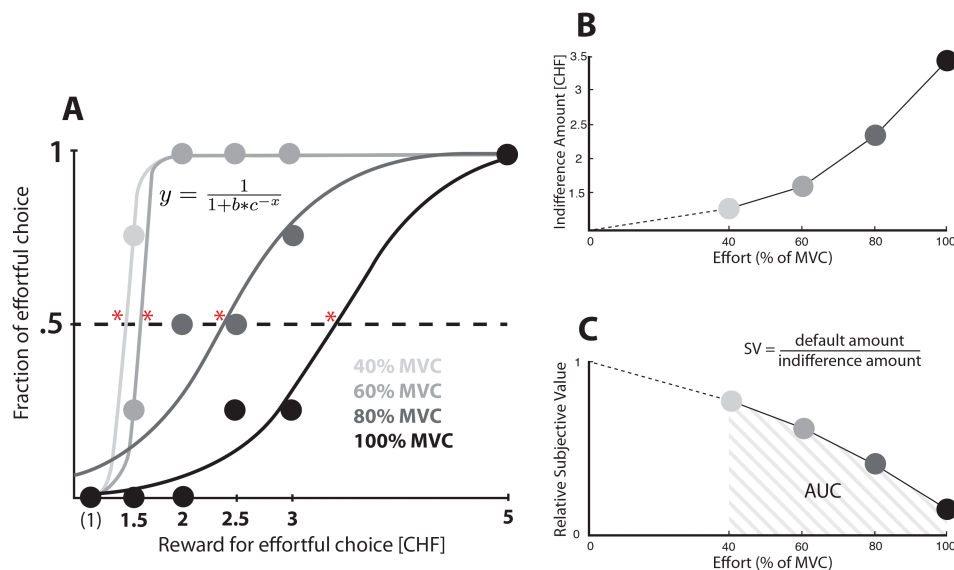 A
Fraction of effortful choice
1
.5
y = 1 / 1+b*c^{-x}
*
*
*
*
40% MVC
60% MVC
80% MVC
100% MVC
(1)
1.5
2
2.5
3
5
Reward for effortful choice [CHF]
B
Indifference Amount [CHF]
3.5
3
2.5
2
1.5
0
40
60
80
100
Effort (% of MVC)
C
SV = default amount / indifference amount
Relative Subjective Value
1
0
AUC
0
40
60
80
100
Effort (% of MVC)